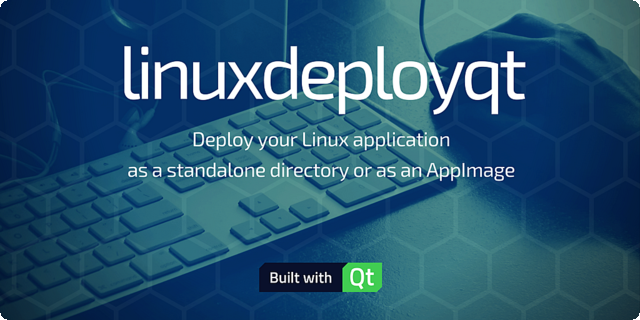 linuxdeployqt
Deploy your Linux application
as a standalone directory or as an AppImage
Built with Qt